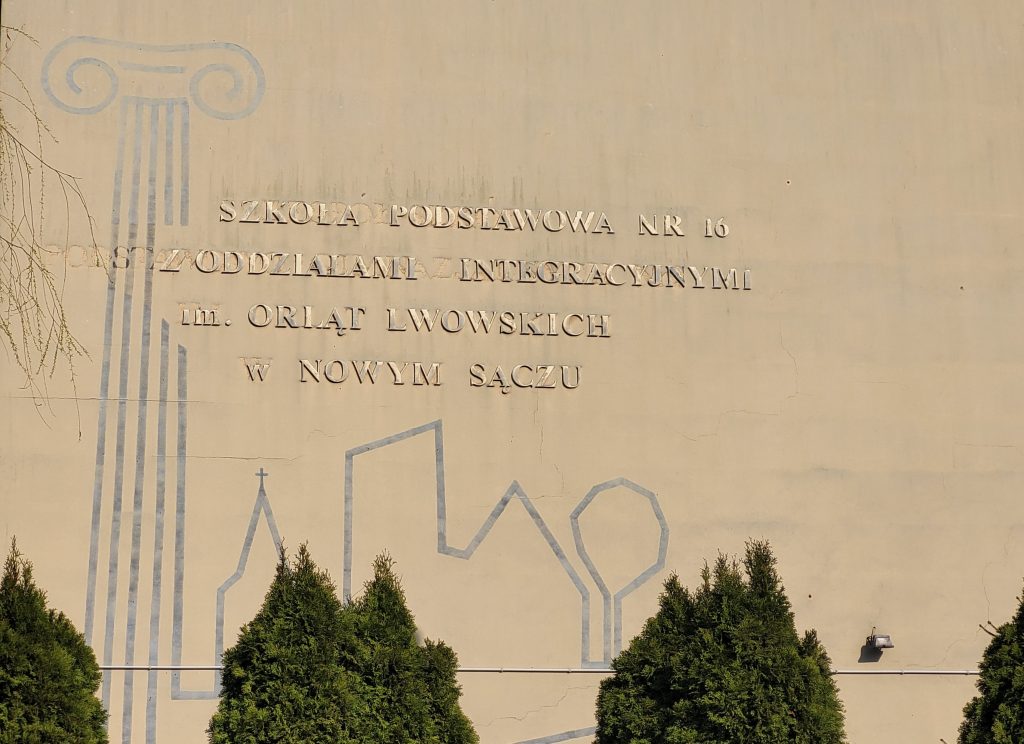 SZKOŁA PODSTAWOWA NR 16
Z ODDZIAŁAMI INTEGRACYJNYMI
Im. ORLĄT LWOWSKICH
W NOWYM SĄCZU